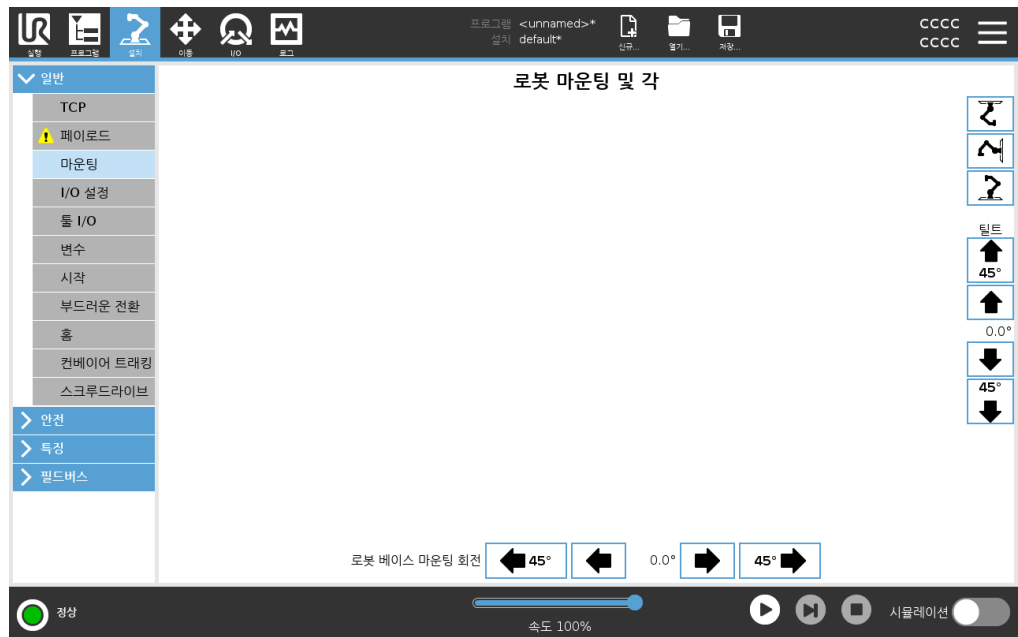 프로그램 <unnamed>*
설치 default*
UR
실행
프로그램
설치
이동
I/O
로그
신규...
열기...
저장...
cccc
cccc
일반
TCP
페이로드
마운팅
I/O 설정
툴 I/O
변수
시작
부드러운 전환
홈
컨베이어 트래킹
스크루드라이브
안전
특징
필드버스
로봇 마운팅 및 각
틸트
45°
0.0°
45°
로봇 베이스 마운팅 회전
45°
0.0°
45°
정상
속도 100%
시뮬레이션